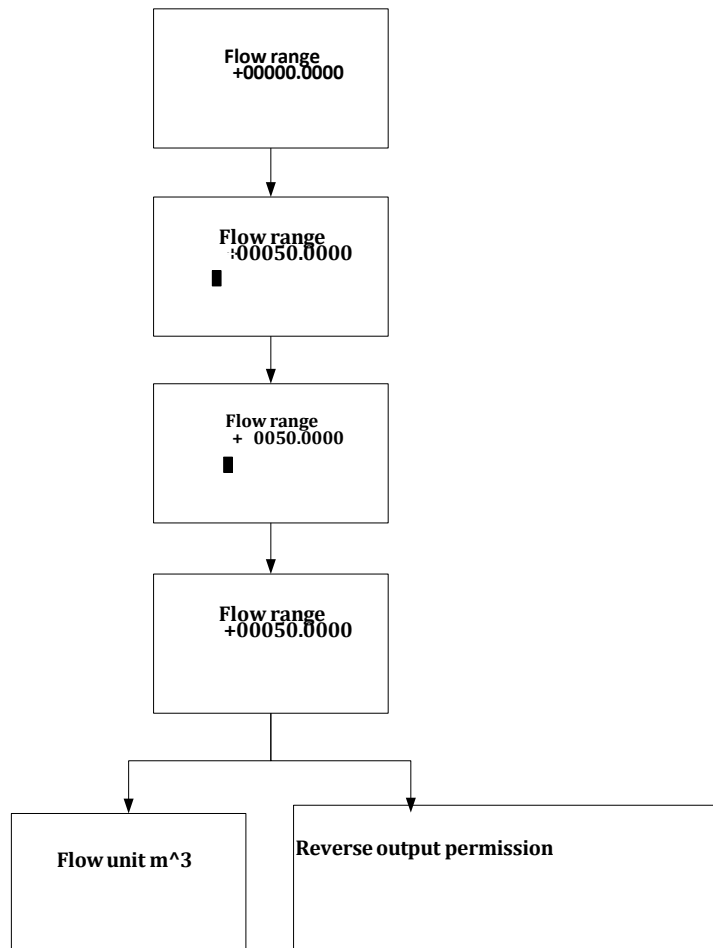 Flow range
+00000.0000
Flow range
+00050.0000
Flow range
+ 0050.0000
Flow range
+00050.0000
Flow unit m^3
Reverse output permission